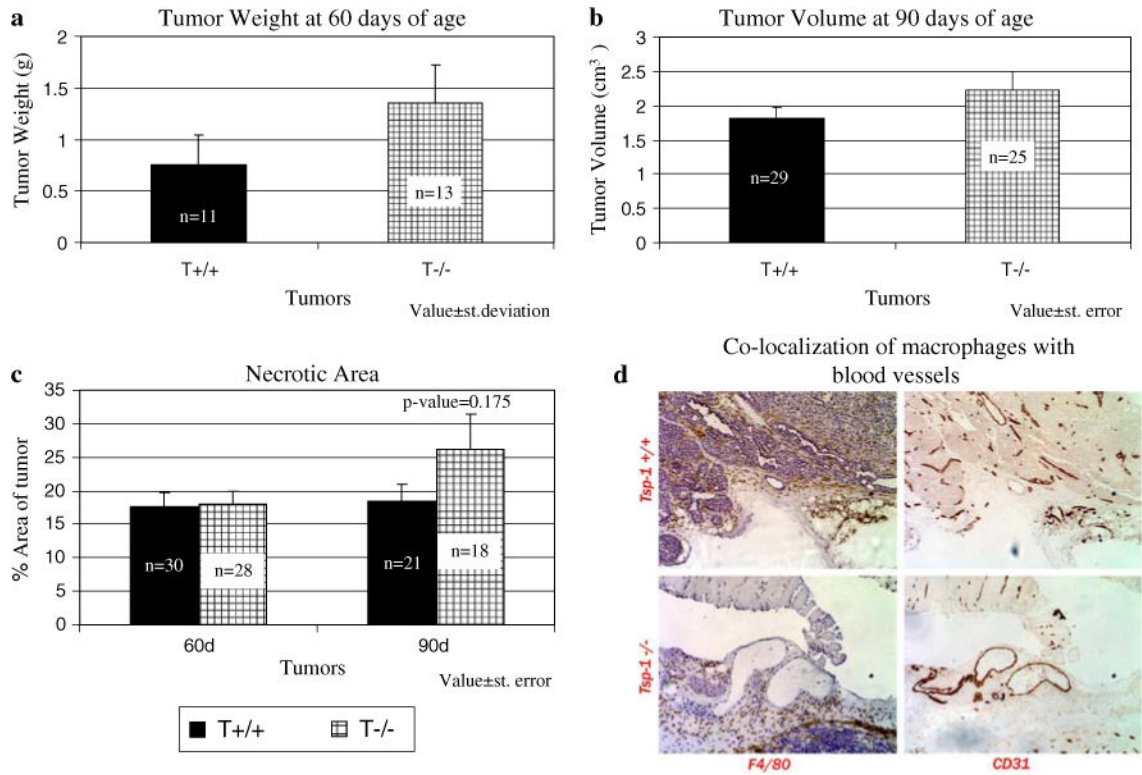 a
Tumor Weight at 60 days of age
Tumor Weight (g)
2
1.5
1
0.5
0
n=11
n=13
T+/+
T-/-
Tumors
Value±st.deviation
b
Tumor Volume at 90 days of age
Tumor Volume (cm³ )
3
2.5
2
1.5
1
0.5
0
n=29
n=25
T+/+
T-/-
Tumors
Value±st. error
c
Necrotic Area
% Area of tumor
35
30
25
20
15
10
5
0
p-value=0.175
n=30
n=28
n=21
n=18
60d
90d
Tumors
Value±st. error
T+/+
T-/-
Co-localization of macrophages with
blood vessels
d
Tsp-1 +/+
Tsp-1 -/-
F4/80
CD31